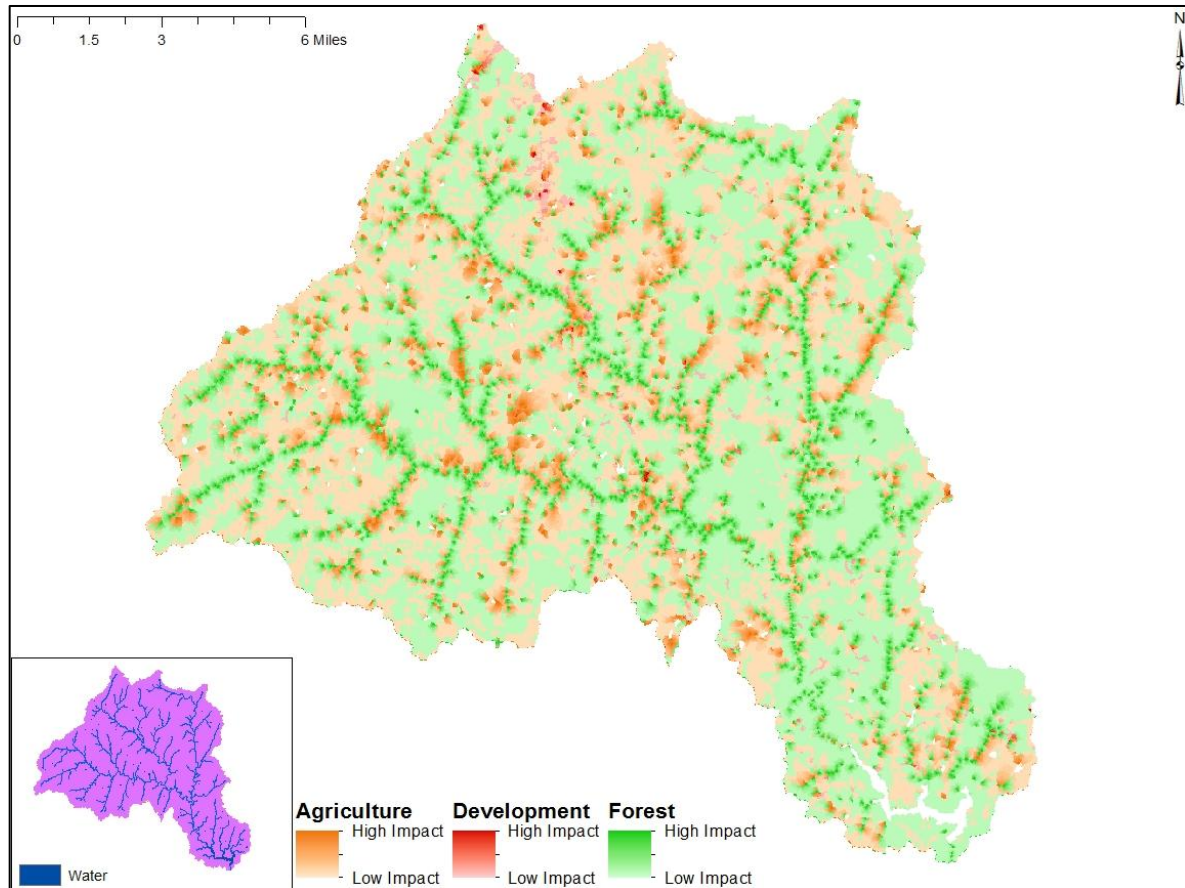 0 1.5 3 6 Miles
N
Agriculture Development Forest
High Impact High Impact High Impact
Low Impact Low Impact Low Impact
Water